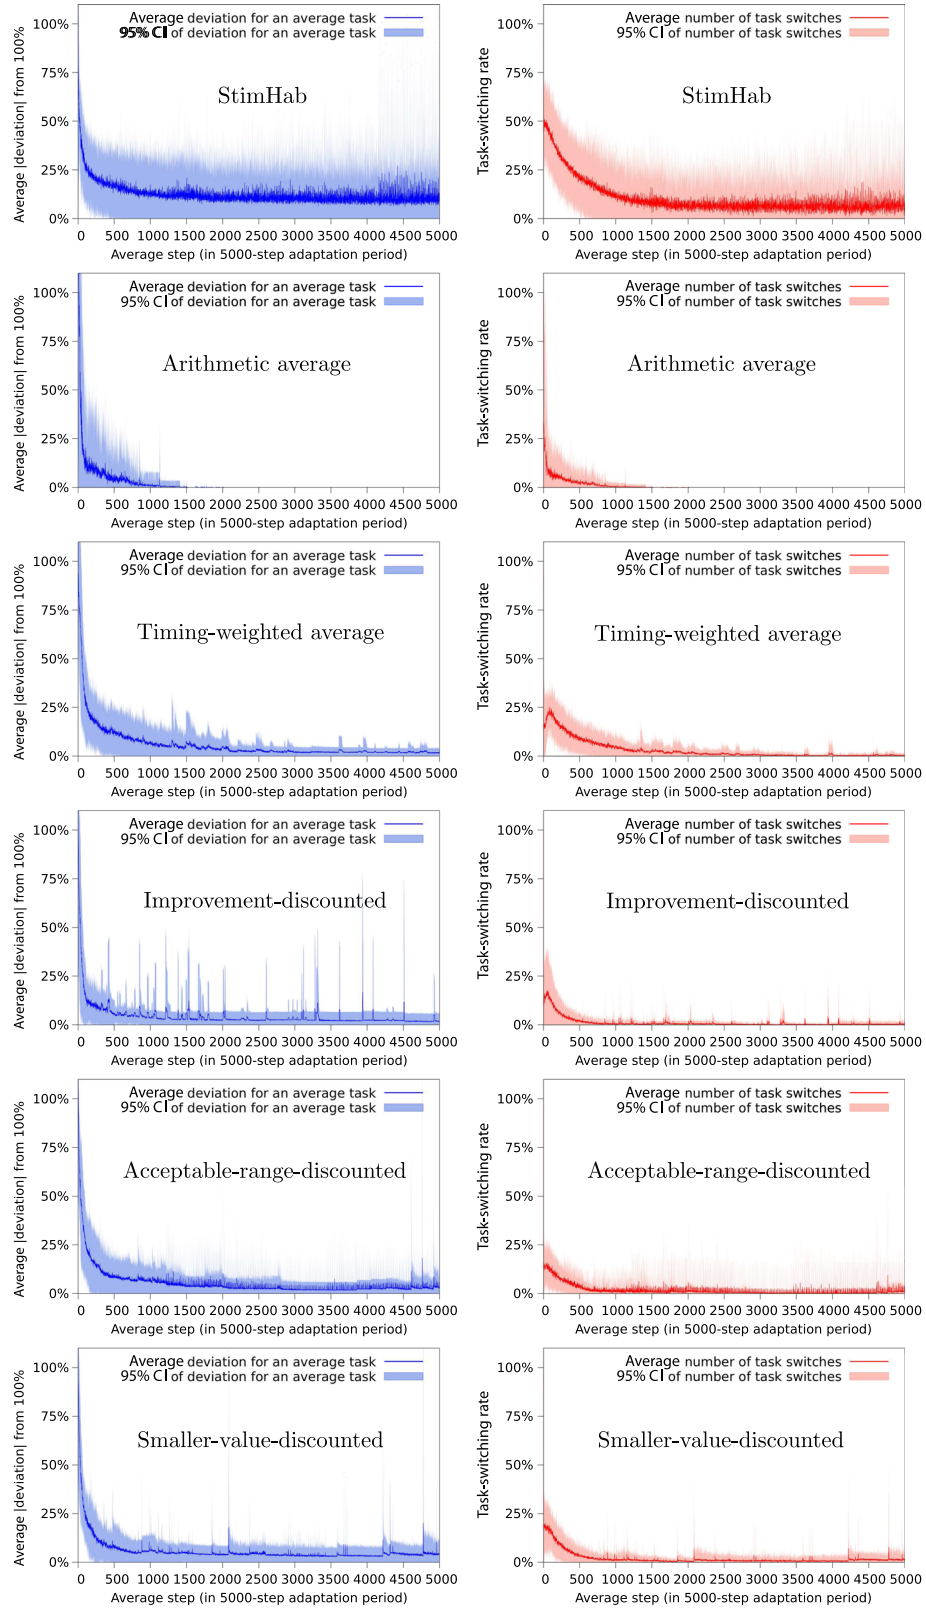 Average deviation for an average task
95% CI of deviation for an average task
StimHab
Average |deviation| from 100%
100%
75%
50%
25%
0%
0 500 1000 1500 2000 2500 3000 3500 4000 4500 5000
Average step (in 5000-step adaptation period)
Average number of task switches
95% CI of number of task switches
StimHab
Task-switching rate
100%
75%
50%
25%
0%
0 500 1000 1500 2000 2500 3000 3500 4000 4500 5000
Average step (in 5000-step adaptation period)
Average deviation for an average task
95% CI of deviation for an average task
Arithmetic average
Average |deviation| from 100%
100%
75%
50%
25%
0%
0 500 1000 1500 2000 2500 3000 3500 4000 4500 5000
Average step (in 5000-step adaptation period)
Average number of task switches
95% CI of number of task switches
Arithmetic average
Task-switching rate
100%
75%
50%
25%
0%
0 500 1000 1500 2000 2500 3000 3500 4000 4500 5000
Average step (in 5000-step adaptation period)
Average deviation for an average task
95% CI of deviation for an average task
Timing-weighted average
Average |deviation| from 100%
100%
75%
50%
25%
0%
0 500 1000 1500 2000 2500 3000 3500 4000 4500 5000
Average step (in 5000-step adaptation period)
Average number of task switches
95% CI of number of task switches
Timing-weighted average
Task-switching rate
100%
75%
50%
25%
0%
0 500 1000 1500 2000 2500 3000 3500 4000 4500 5000
Average step (in 5000-step adaptation period)
Average deviation for an average task
95% CI of deviation for an average task
Improvement-discounted
Average |deviation| from 100%
100%
75%
50%
25%
0%
0 500 1000 1500 2000 2500 3000 3500 4000 4500 5000
Average step (in 5000-step adaptation period)
Average number of task switches
95% CI of number of task switches
Improvement-discounted
Task-switching rate
100%
75%
50%
25%
0%
0 500 1000 1500 2000 2500 3000 3500 4000 4500 5000
Average step (in 5000-step adaptation period)
Average deviation for an average task
95% CI of deviation for an average task
Acceptable-range-discounted
Average |deviation| from 100%
100%
75%
50%
25%
0%
0 500 1000 1500 2000 2500 3000 3500 4000 4500 5000
Average step (in 5000-step adaptation period)
Average number of task switches
95% CI of number of task switches
Acceptable-range-discounted
Task-switching rate
100%
75%
50%
25%
0%
0 500 1000 1500 2000 2500 3000 3500 4000 4500 5000
Average step (in 5000-step adaptation period)
Average deviation for an average task
95% CI of deviation for an average task
Smaller-value-discounted
Average |deviation| from 100%
100%
75%
50%
25%
0%
0 500 1000 1500 2000 2500 3000 3500 4000 4500 5000
Average step (in 5000-step adaptation period)
Average number of task switches
95% CI of number of task switches
Smaller-value-discounted
Task-switching rate
100%
75%
50%
25%
0%
0 500 1000 1500 2000 2500 3000 3500 4000 4500 5000
Average step (in 5000-step adaptation period)